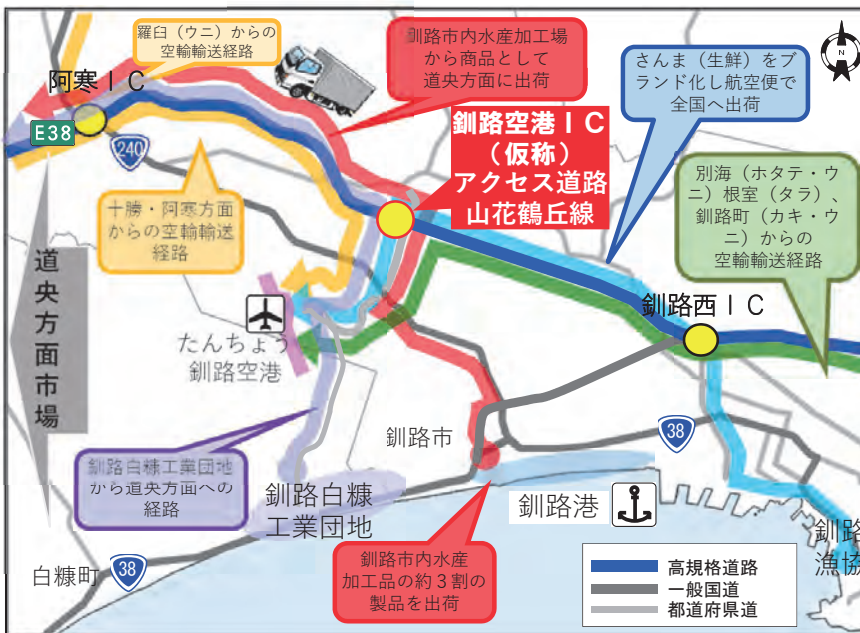 羅臼（ウニ）からの
空輸輸送経路
阿寒ＩＣ
E38
240
釧路市内水産加工場
から商品として
道央方面に出荷
さんま（生鮮）をブ
ランド化し航空便で
全国へ出荷
N
釧路空港ＩＣ
（仮称）
アクセス道路
山花鶴丘線
別海（ホタテ・ウ
ニ）根室（タラ）、
釧路町（カキ・ウ
ニ）からの
空輸輸送経路
十勝・阿寒方面
からの空輸輸送
経路
道央方面市場
たんちょう
釧路空港
釧路西ＩＣ
釧路市
38
釧路白糠工業団地
から道央方面への
経路
釧路白糠
工業団地
釧路港
釧路
漁協
白糠町
38
釧路市内水産
加工品の約３割の
製品を出荷
高規格道路
一般国道
都道府県道